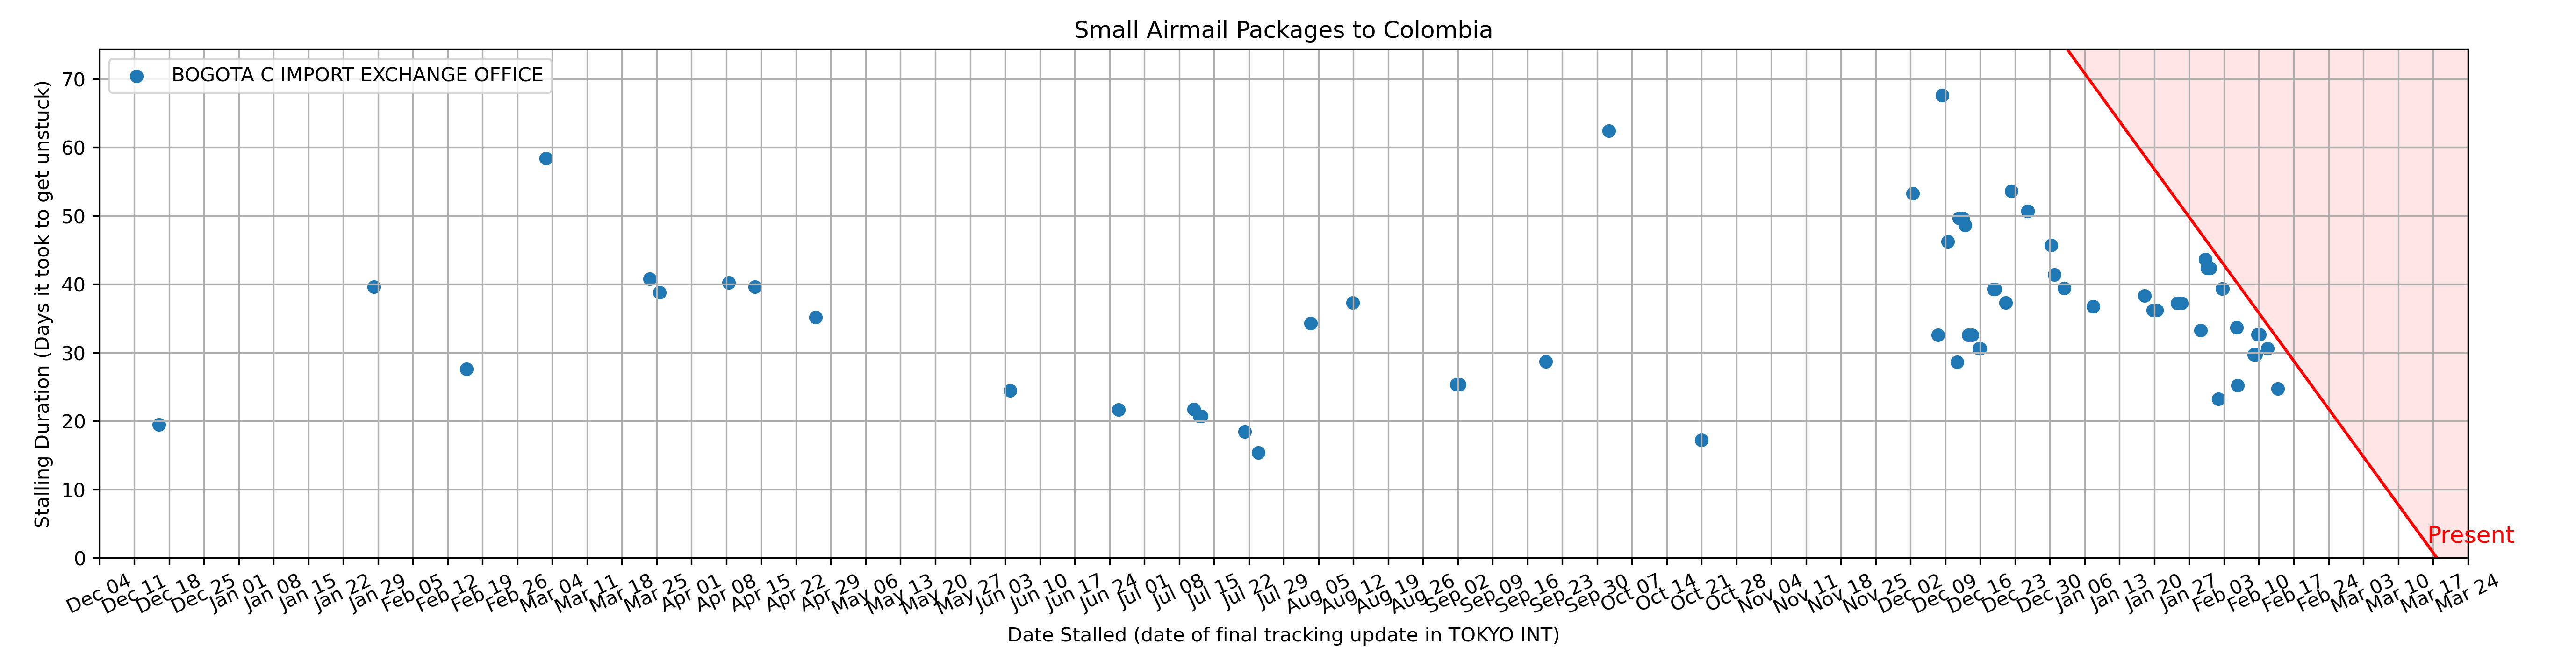 Small Airmail Packages to Colombia
BOGOTA C IMPORT EXCHANGE OFFICE
Stalling Duration (Days it took to get unstuck)
70
60
50
40
30
20
10
0
Present
Dec 04
Dec 11
Dec 18
Dec 25
Jan 01
Jan 08
Jan 15
Jan 22
Jan 29
Feb 05
Feb 12
Feb 19
Feb 26
Mar 04
Mar 11
Mar 18
Mar 25
Apr 01
Apr 08
Apr 15
Apr 22
Apr 29
May 06
May 13
May 20
May 27
Jun 03
Jun 10
Jun 17
Jun 24
Jul 01
Jul 08
Jul 15
Jul 22
Jul 29
Aug 05
Aug 12
Aug 19
Aug 26
Sep 02
Sep 09
Sep 16
Sep 23
Sep 30
Oct 07
Oct 14
Oct 21
Oct 28
Nov 04
Nov 11
Nov 18
Nov 25
Dec 02
Dec 09
Dec 16
Dec 23
Dec 30
Jan 06
Jan 13
Jan 20
Jan 27
Feb 03
Feb 10
Feb 17
Feb 24
Mar 03
Mar 10
Mar 17
Mar 24
Date Stalled (date of final tracking update in TOKYO INT)